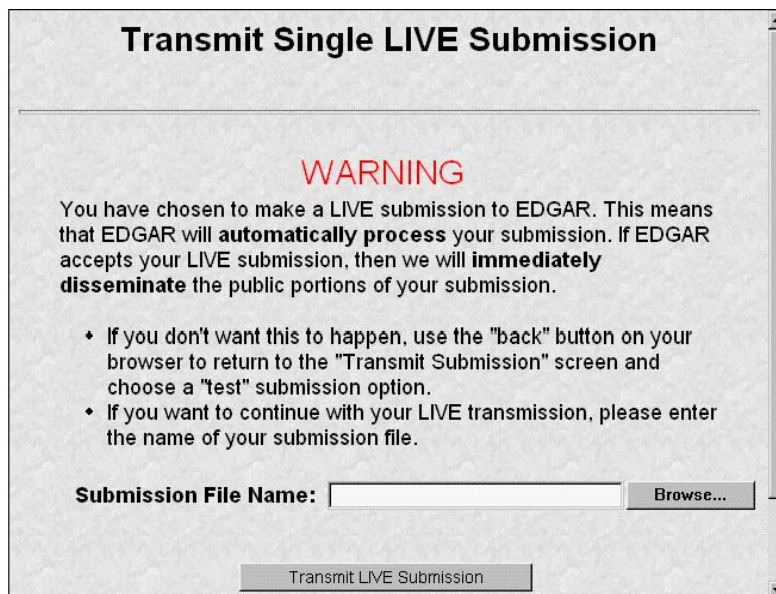 Transmit Single LIVE Submission
WARNING
You have chosen to make a LIVE submission to EDGAR. This means
that EDGAR will automatically process your submission. If EDGAR
accepts your LIVE submission, then we will immediately
disseminate the public portions of your submission.
• If you don't want this to happen, use the "back" button on your
browser to return to the "Transmit Submission" screen and
choose a "test" submission option.
• If you want to continue with your LIVE transmission, please enter
the name of your submission file.
Submission File Name: Browse...
Transmit LIVE Submission